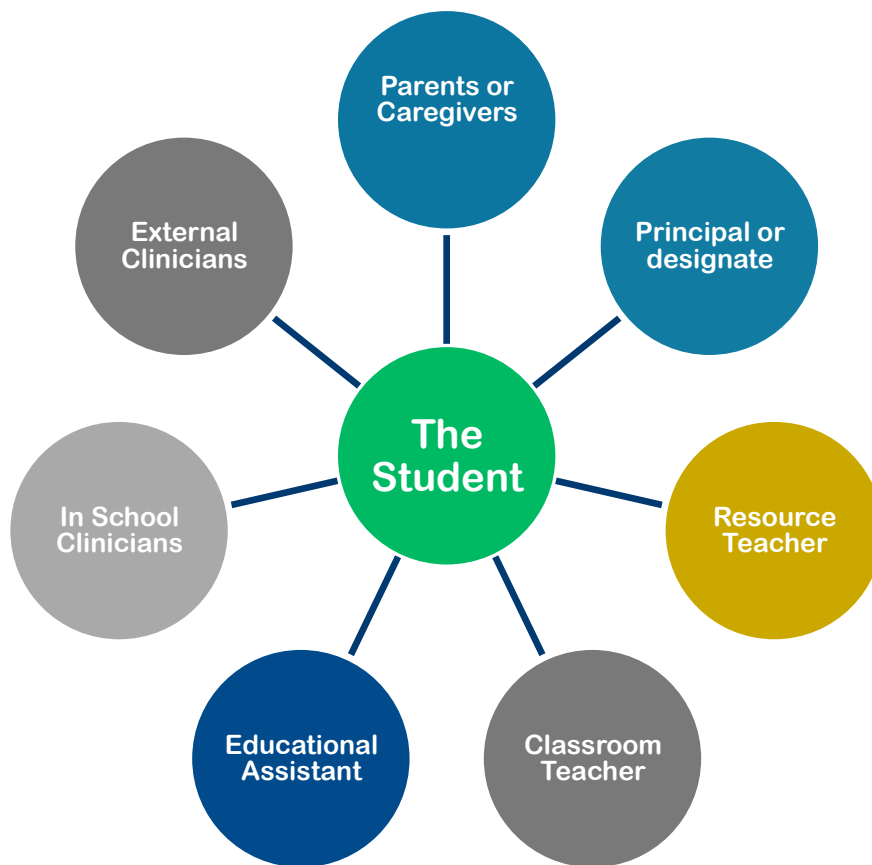 Parents or
Caregivers
Principal or
designate
External
Clinicians
The
Student
Resource
Teacher
In School
Clinicians
Educational
Assistant
Classroom
Teacher